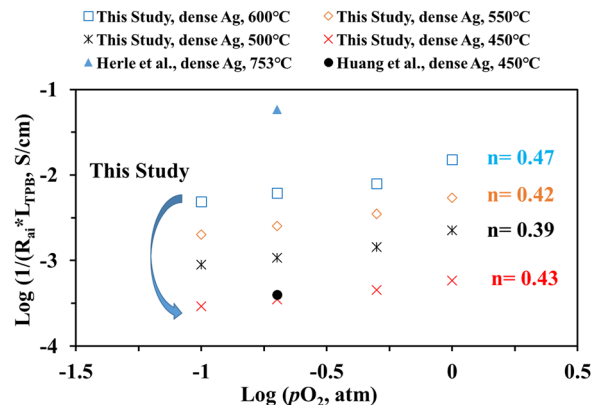 This Study, dense Ag, 600°C This Study, dense Ag, 550°C
This Study, dense Ag, 500°C This Study, dense Ag, 450°C
Herle et al., dense Ag, 753°C Huang et al., dense Ag, 450°C
-1
This Study
n= 0.47
-2
n= 0.42
n= 0.39
-3
n= 0.43
-4
-1.5 -1 -0.5 0 0.5
Log (pO₂, atm)
Log (1/(R_ai*L_TPB, S/cm)